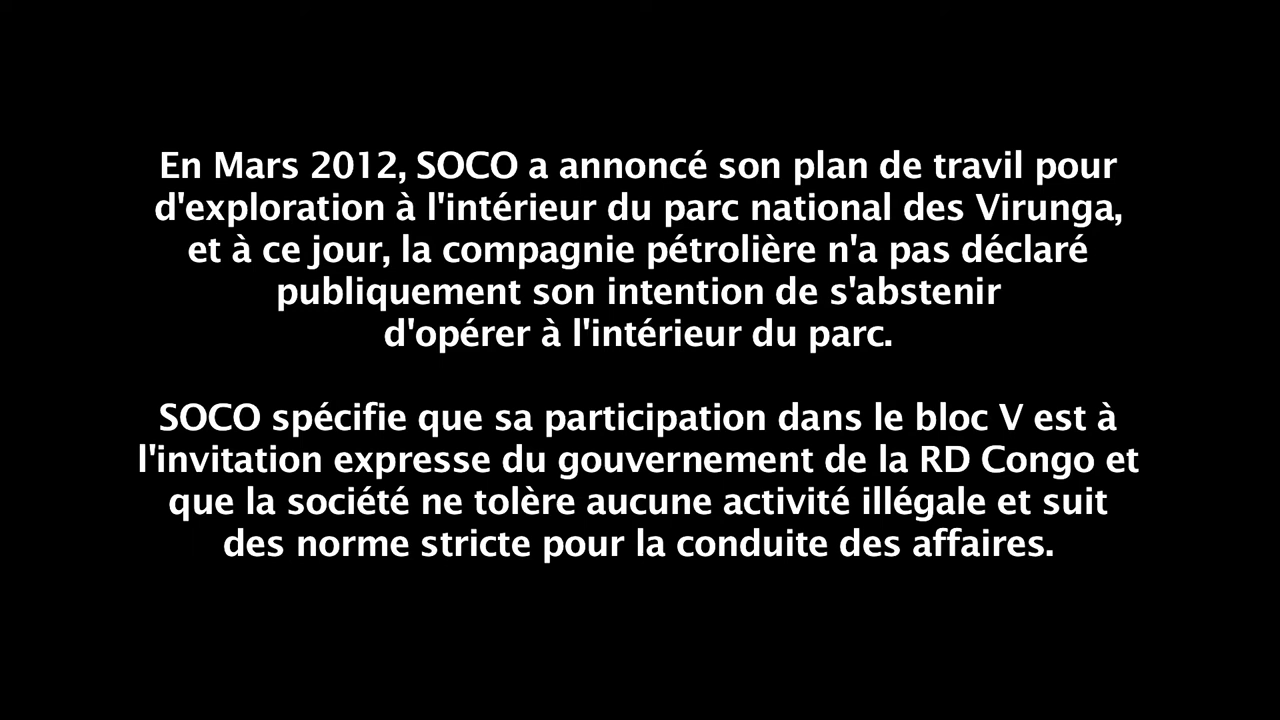 En Mars 2012, SOCO a annoncé son plan de travil pour
d'exploration à l'intérieur du parc national des Virunga,
et à ce jour, la compagnie pétrolière n'a pas déclaré
publiquement son intention de s'abstenir
d'opérer à l'intérieur du parc.
SOCO spécifie que sa participation dans le bloc V est à
l'invitation expresse du gouvernement de la RD Congo et
que la société ne tolère aucune activité illégale et suit
des norme stricte pour la conduite des affaires.